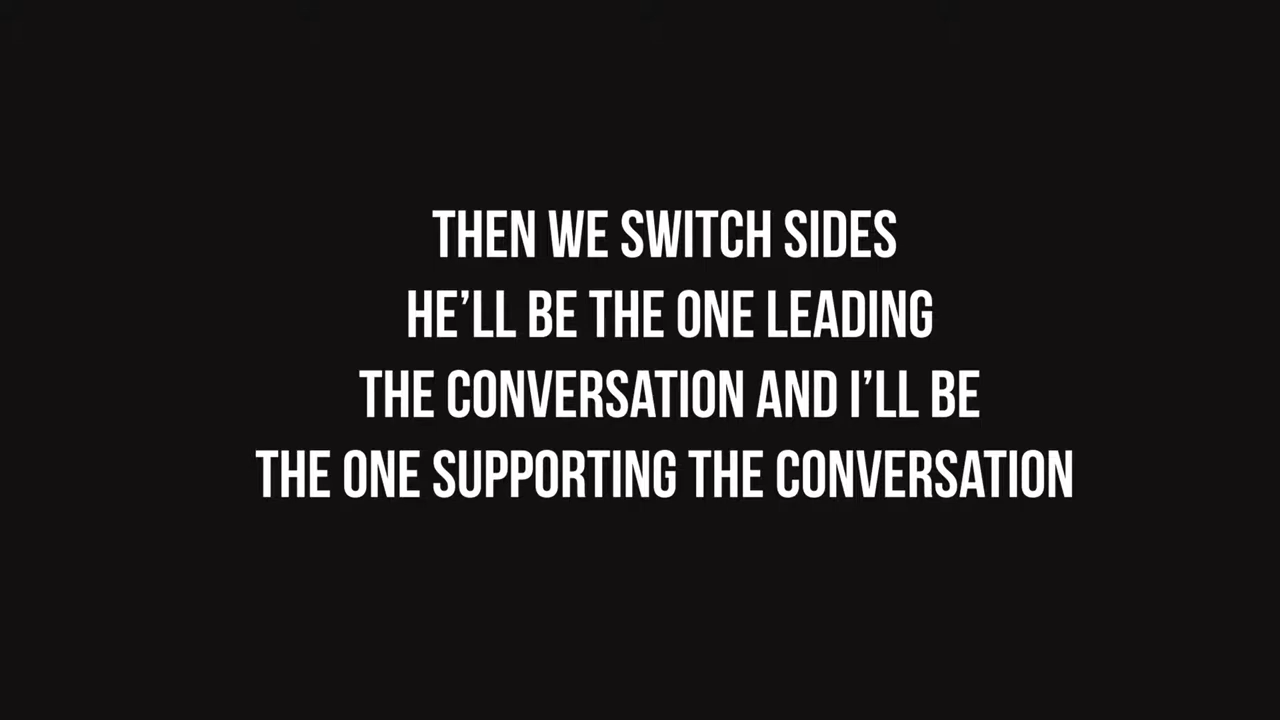 THEN WE SWITCH SIDES
HE’LL BE THE ONE LEADING
THE CONVERSATION AND I’LL BE
THE ONE SUPPORTING THE CONVERSATION